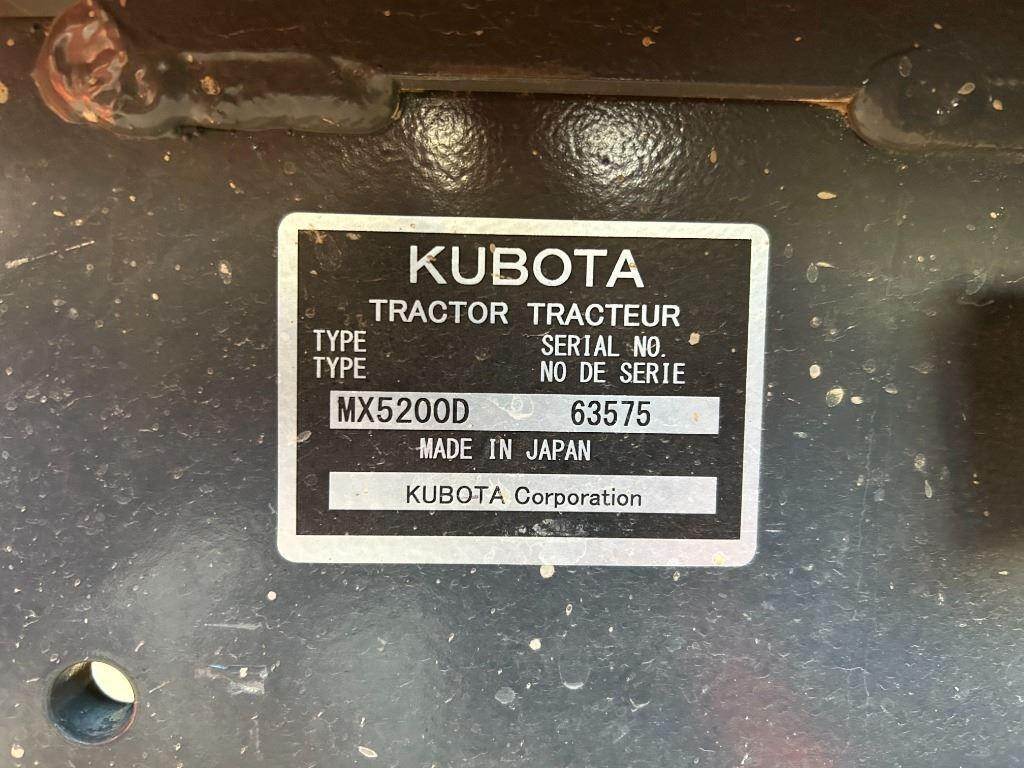 KUBOTA
TRACTOR TRACTEUR
TYPE SERIAL NO.
TYPE NO DE SERIE
MX5200D 63575
MADE IN JAPAN
KUBOTA Corporation